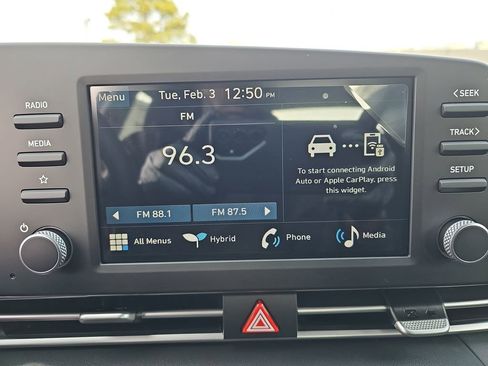 RADIO
MEDIA
Menu
Tue, Feb. 3 12:50 PM
FM
96.3
To start connecting Android
Auto or Apple CarPlay, press
this widget.
FM 88.1
FM 87.5
All Menus
Hybrid
Phone
Media
< SEEK
TRACK >
SETUP